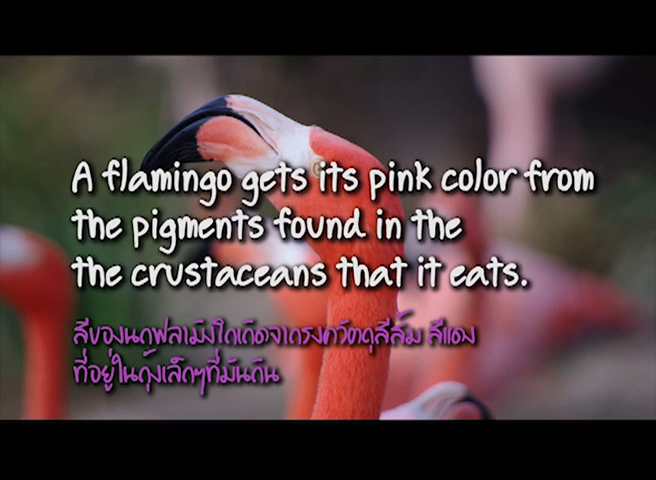 A flamingo gets its pink color from
the pigments found in the
the crustaceans that it eats.
สีของนกฟลามิงโกเกิดจากรงควัตถุสีส้ม สีแดง
ที่อยู่ในกุ้งเล็กๆที่มันกิน